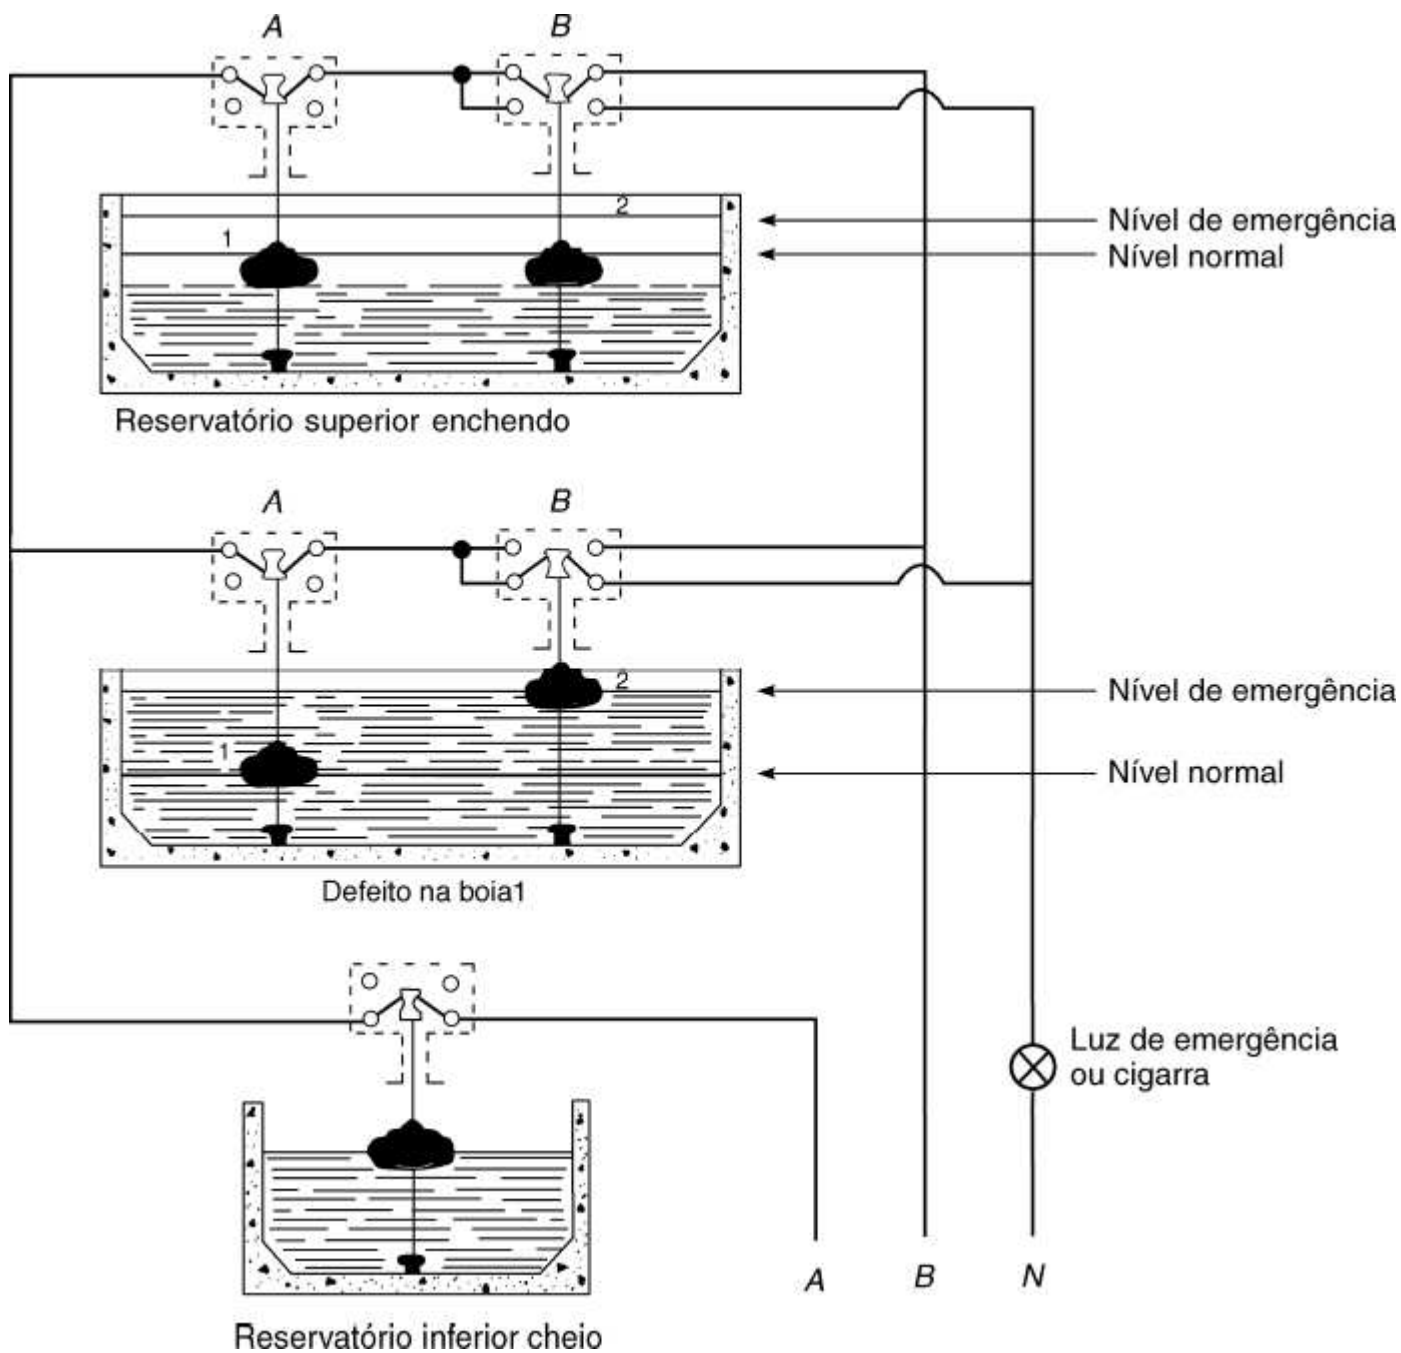 A
B
2
1
Nível de emergência
Nível normal
Reservatório superior enchendo
A
B
2
1
Nível de emergência
Nível normal
Defeito na boia1
Luz de emergência
ou cigarra
A
B
N
Reservatório inferior cheio